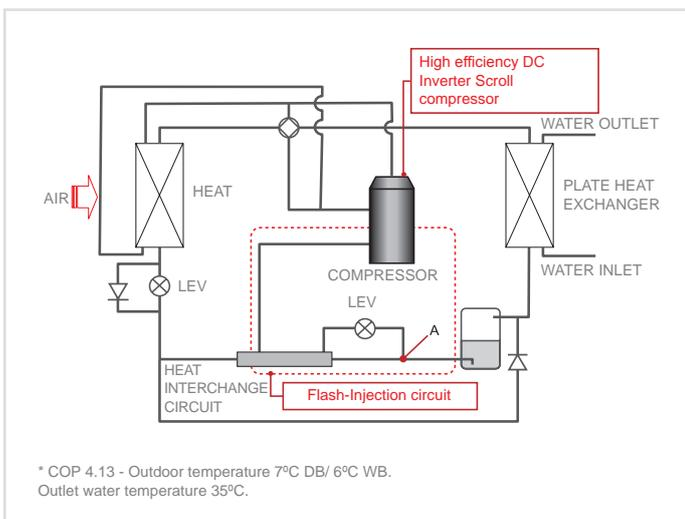 High efficiency DC
Inverter Scroll
compressor
WATER OUTLET
AIR
HEAT
PLATE HEAT
EXCHANGER
COMPRESSOR
WATER INLET
LEV
LEV
A
HEAT
INTERCHANGE
CIRCUIT
Flash-Injection circuit
* COP 4.13 - Outdoor temperature 7ºC DB/ 6ºC WB.
Outlet water temperature 35ºC.